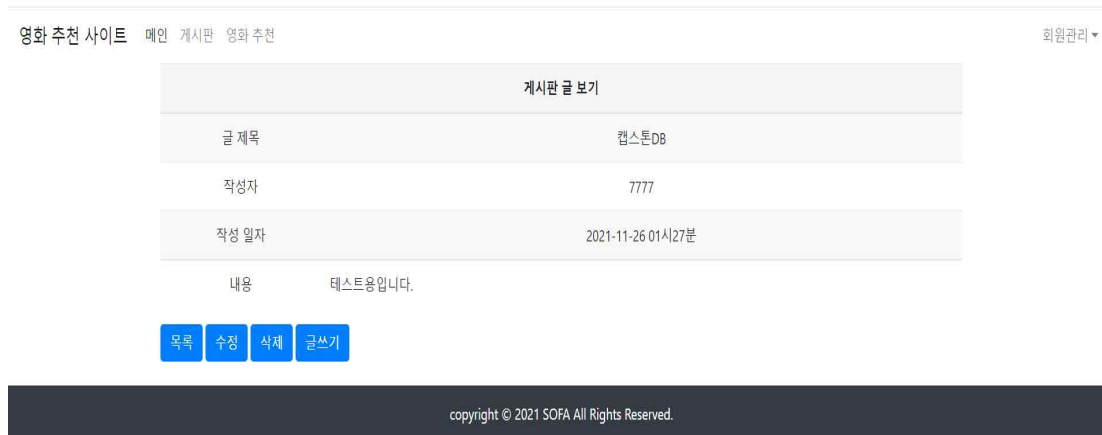 영화 추천 사이트 메인 게시판 영화 추천 회원관리
게시판 글 보기
글 제목 캡스톤DB
작성자 7777
작성 일자 2021-11-26 01시27분
내용 테스트용입니다.
목록 수정 삭제 글쓰기
copyright © 2021 SOFA All Rights Reserved.